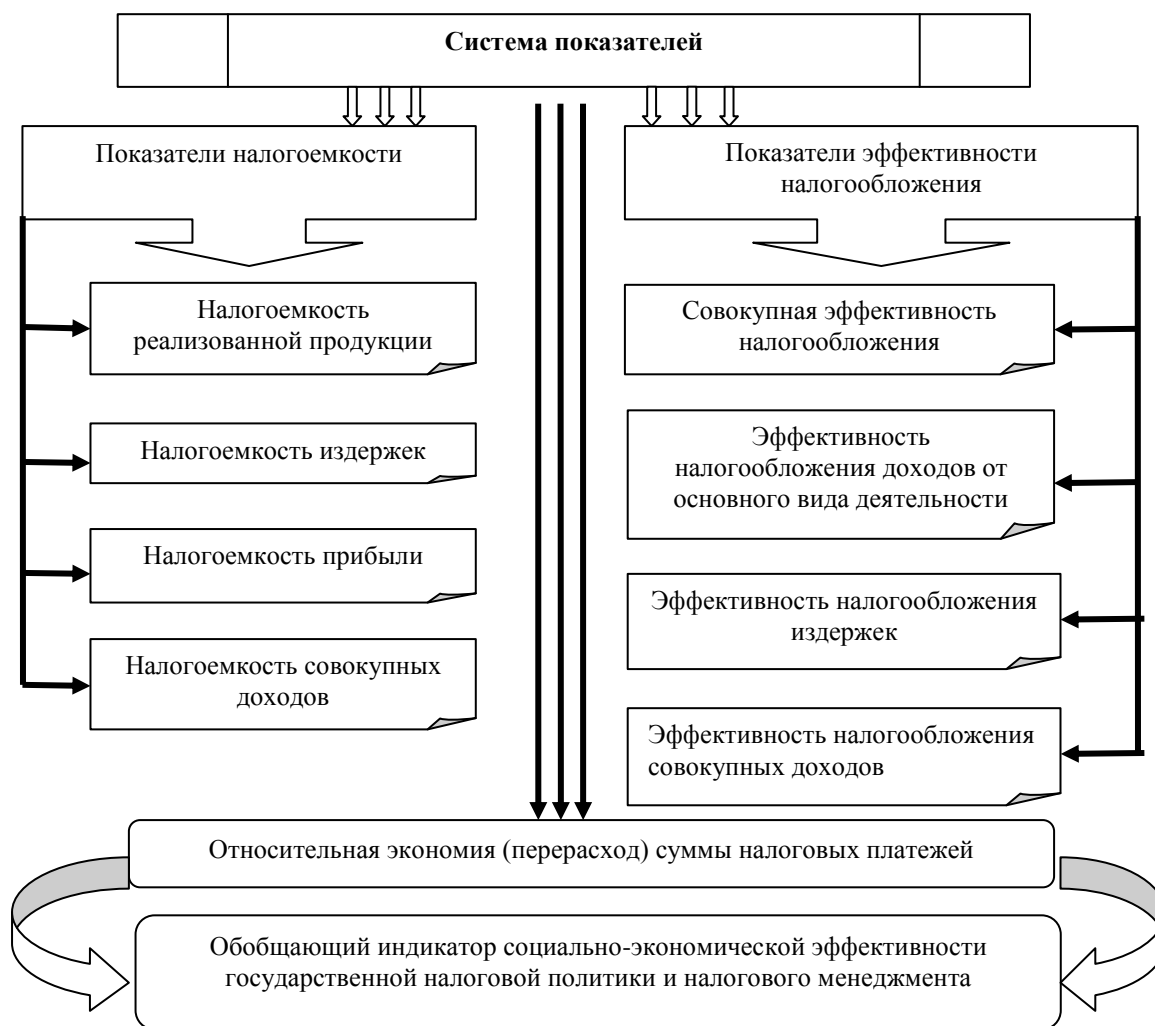 Система показателей
Показатели налогоемкости
Показатели эффективности
налогообложения
Налогоемкость
реализованной продукции
Налогоемкость издержек
Налогоемкость прибыли
Налогоемкость совокупных
доходов
Совокупная эффективность
налогообложения
Эффективность
налогообложения доходов от
основного вида деятельности
Эффективность налогообложения
издержек
Эффективность налогообложения
совокупных доходов
Относительная экономия (перерасход) суммы налоговых платежей
Обобщающий индикатор социально-экономической эффективности
государственной налоговой политики и налогового менеджмента